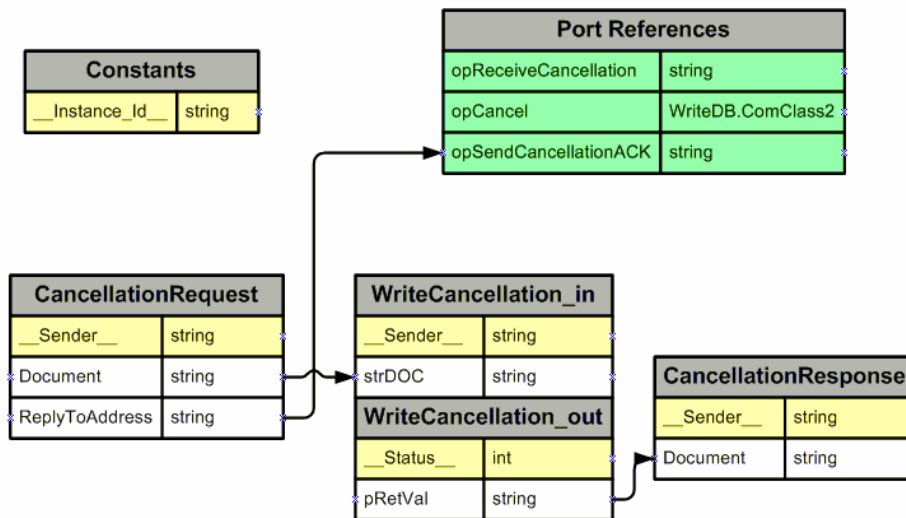 Port References
opReceiveCancellation string
opCancel WriteDB.ComClass2
opSendCancellationACK string
Constants
__Instance_Id__ string
CancellationRequest
__Sender__ string
Document string
ReplyToAddress string
WriteCancellation_in
__Sender__ string
strDOC string
WriteCancellation_out
__Status__ int
pRetVal string
CancellationResponse
__Sender__ string
Document string